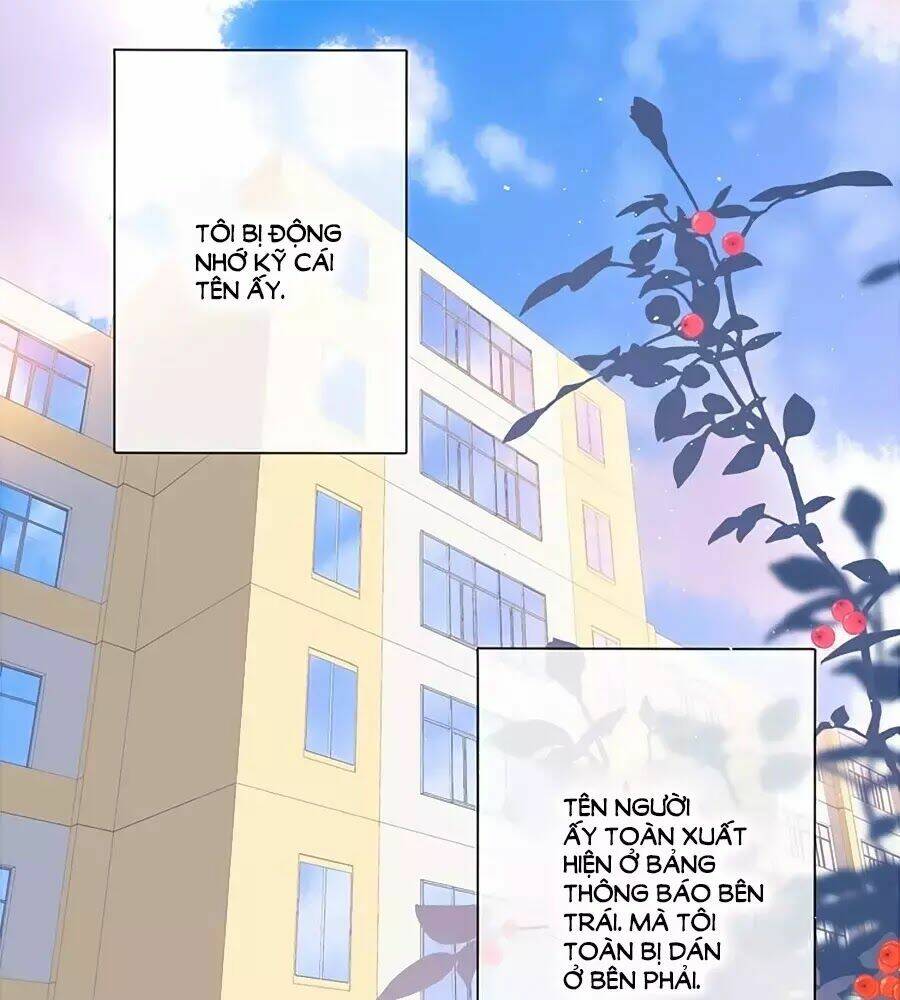 TÔI BỊ ĐỘNG
NHỚ KỸ CÁI
TÊN ẤY.
TÊN NGƯỜI
ẤY TOÀN XUẤT
HIỆN Ở BẢNG
THÔNG BÁO BÊN
TRÁI. MÀ TÔI
TOÀN BỊ DÁN
Ở BÊN PHẢI.